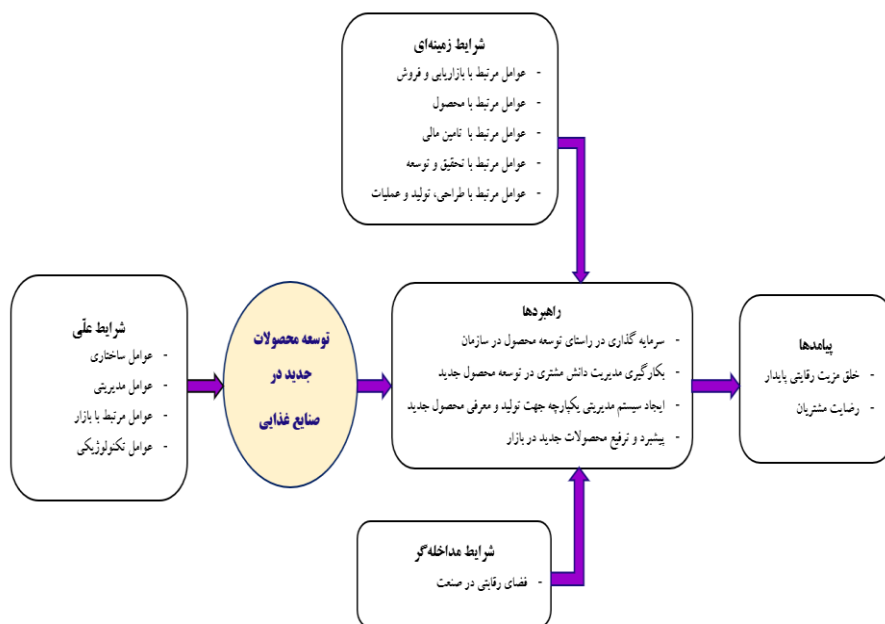 شرایط زمینه‌ای
- عوامل مرتبط با بازاریابی و فروش
- عوامل مرتبط با محصول
- عوامل مرتبط با تامین مالی
- عوامل مرتبط با تحقیق و توسعه
- عوامل مرتبط با طراحی، تولید و عملیات
شرایط علّی
- عوامل ساختاری
- عوامل مدیریتی
- عوامل مرتبط با بازار
- عوامل تکنولوژیکی
توسعه محصولات
جدید در
صنایع غذایی
راهبردها
- سرمایه گذاری در راستای توسعه محصول در سازمان
- بکارگیری مدیریت دانش مشتری در توسعه محصول جدید
- ایجاد سیستم مدیریتی یکپارچه جهت تولید و معرفی محصول جدید
- پیشبرد و ترفیع محصولات جدید در بازار
پیامدها
- خلق مزیت رقابتی پایدار
- رضایت مشتریان
شرایط مداخله‌گر
- فضای رقابتی در صنعت